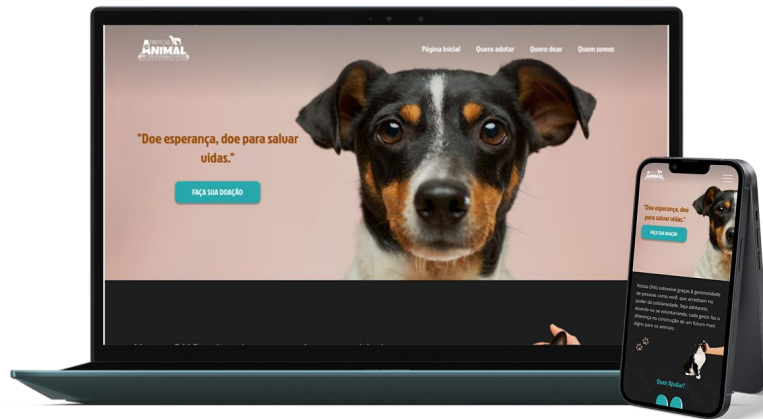 PROTEÇÃO
ANIMAL
Página Inicial
Quero adotar
Quero doar
Quem somos
"Doe esperança, doe para salvar
vidas."
FAÇA SUA DOAÇÃO
ANIMAL
"Doe esperança, doe
para salvar vidas."
FAÇA SUA DOAÇÃO
Nossa ONG sobrevive graças à generosidade
de pessoas como você, que acreditam no
poder da solidariedade. Seja adotando,
doando ou se voluntariando, cada gesto faz a
diferença na construção de um futuro mais
digno para os animais.
Quer Ajudar?